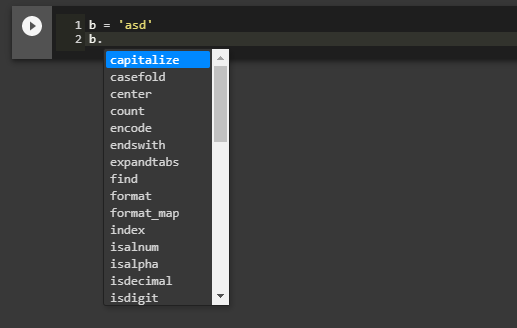 1 b = 'asd'
2 b.
capitalize
casefold
center
count
encode
endswith
expandtabs
find
format
format_map
index
isalnum
isalpha
isdecimal
isdigit